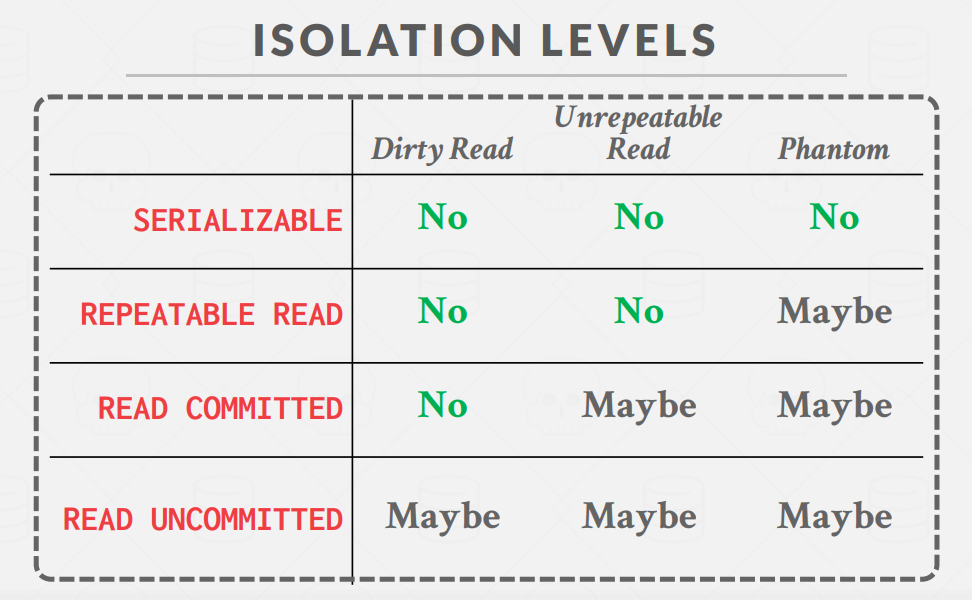 ISOLATION LEVELS
Unrepeatable
Dirty Read Read Phantom
SERIALIZABLE No No No
REPEATABLE READ No No Maybe
READ COMMITTED No Maybe Maybe
READ UNCOMMITTED Maybe Maybe Maybe